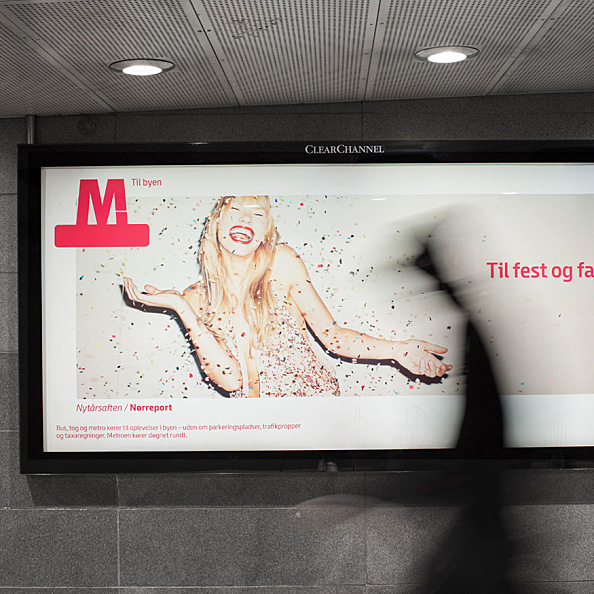 CLEARCHANNEL
M
Til byen
Til fest og fa
Nytårsaften / Nørreport
Bus, tog og metro kører til oplevelser i byen – uden om parkeringspladser, trafikpropper
og taxaregninger. Metroen kører døgnet rundt.